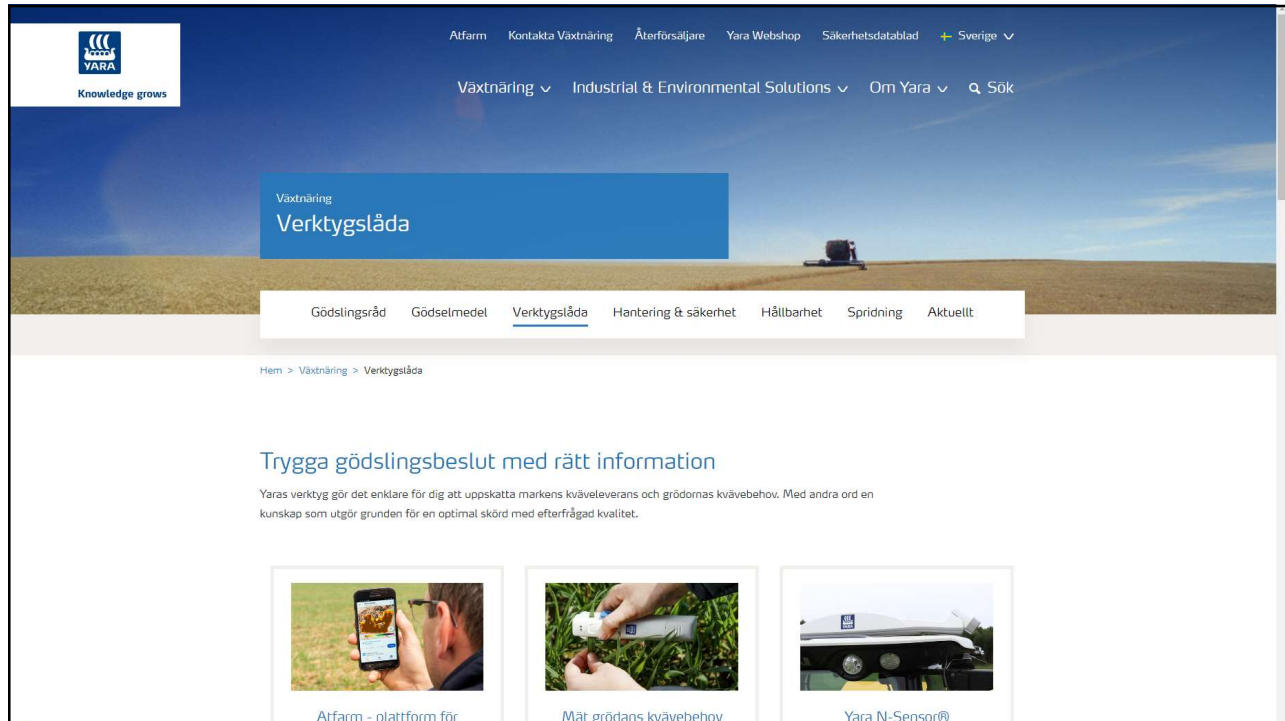 YARA
Knowledge grows
Atfarm Kontakta Växtnäring Återförsäljare Yara Webshop Säkerhetsdatablad Sverige
Växtnäring Industrial & Environmental Solutions Om Yara Sök
Växtnäring
Verktygslåda
Gödslingsråd Gödselmedel Verktygslåda Hantering & säkerhet Hållbarhet Spridning Aktuellt
Hem > Växtnäring > Verktygslåda
Trygga gödslingsbeslut med rätt information
Yaras verktyg gör det enklare för dig att uppskatta markens kväveleverans och grödornas kvävebehov. Med andra ord en
kunskap som utgör grunden för en optimal skörd med efterfrågad kvalitet.
YARA
Atfarm - plattform för Mät grödans kvävebehov Yara N-Sensor®